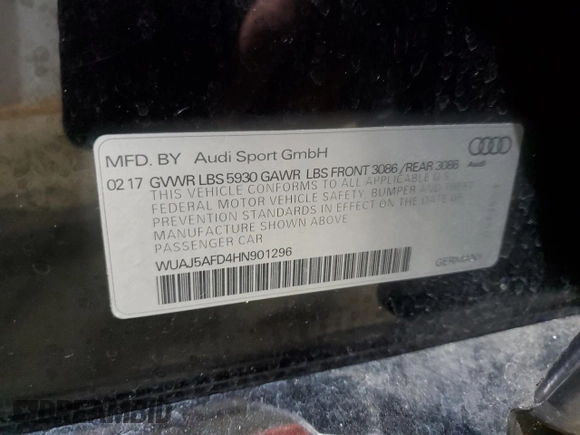 MFD. BY Audi Sport GmbH
02 17 GVWR LBS 5930 GAWR LBS FRONT 3086 / REAR 3086
Audi
THIS VEHICLE CONFORMS TO ALL APPLICABLE U.S.
FEDERAL MOTOR VEHICLE SAFETY, BUMPER AND THEFT
PREVENTION STANDARDS IN EFFECT ON THE DATE OF
MANUFACTURE SHOWN ABOVE
PASSENGER CAR
WUAJ5AFD4HN901296
GERMANY
DREAMBID